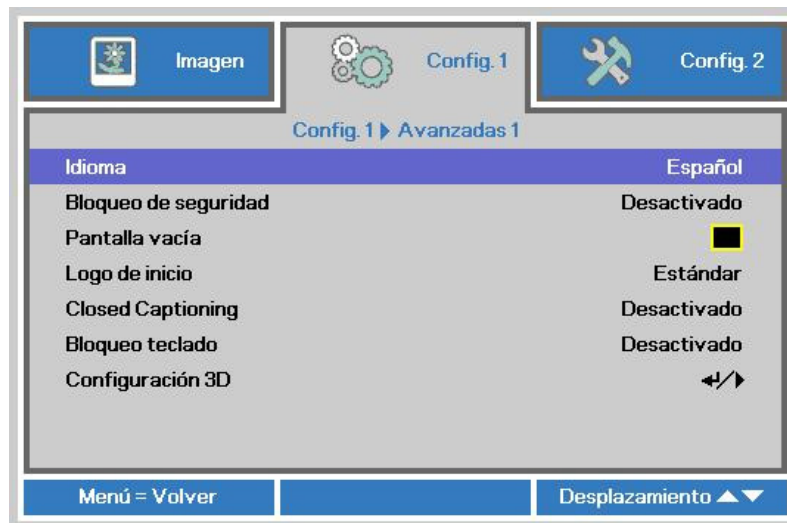 Imagen Config. 1 Config. 2
Config. 1 Avanzadas 1
Idioma Español
Bloqueo de seguridad Desactivado
Pantalla vacía
Logo de inicio Estándar
Closed Captioning Desactivado
Bloqueo teclado Desactivado
Configuración 3D
Menú = Volver Desplazamiento